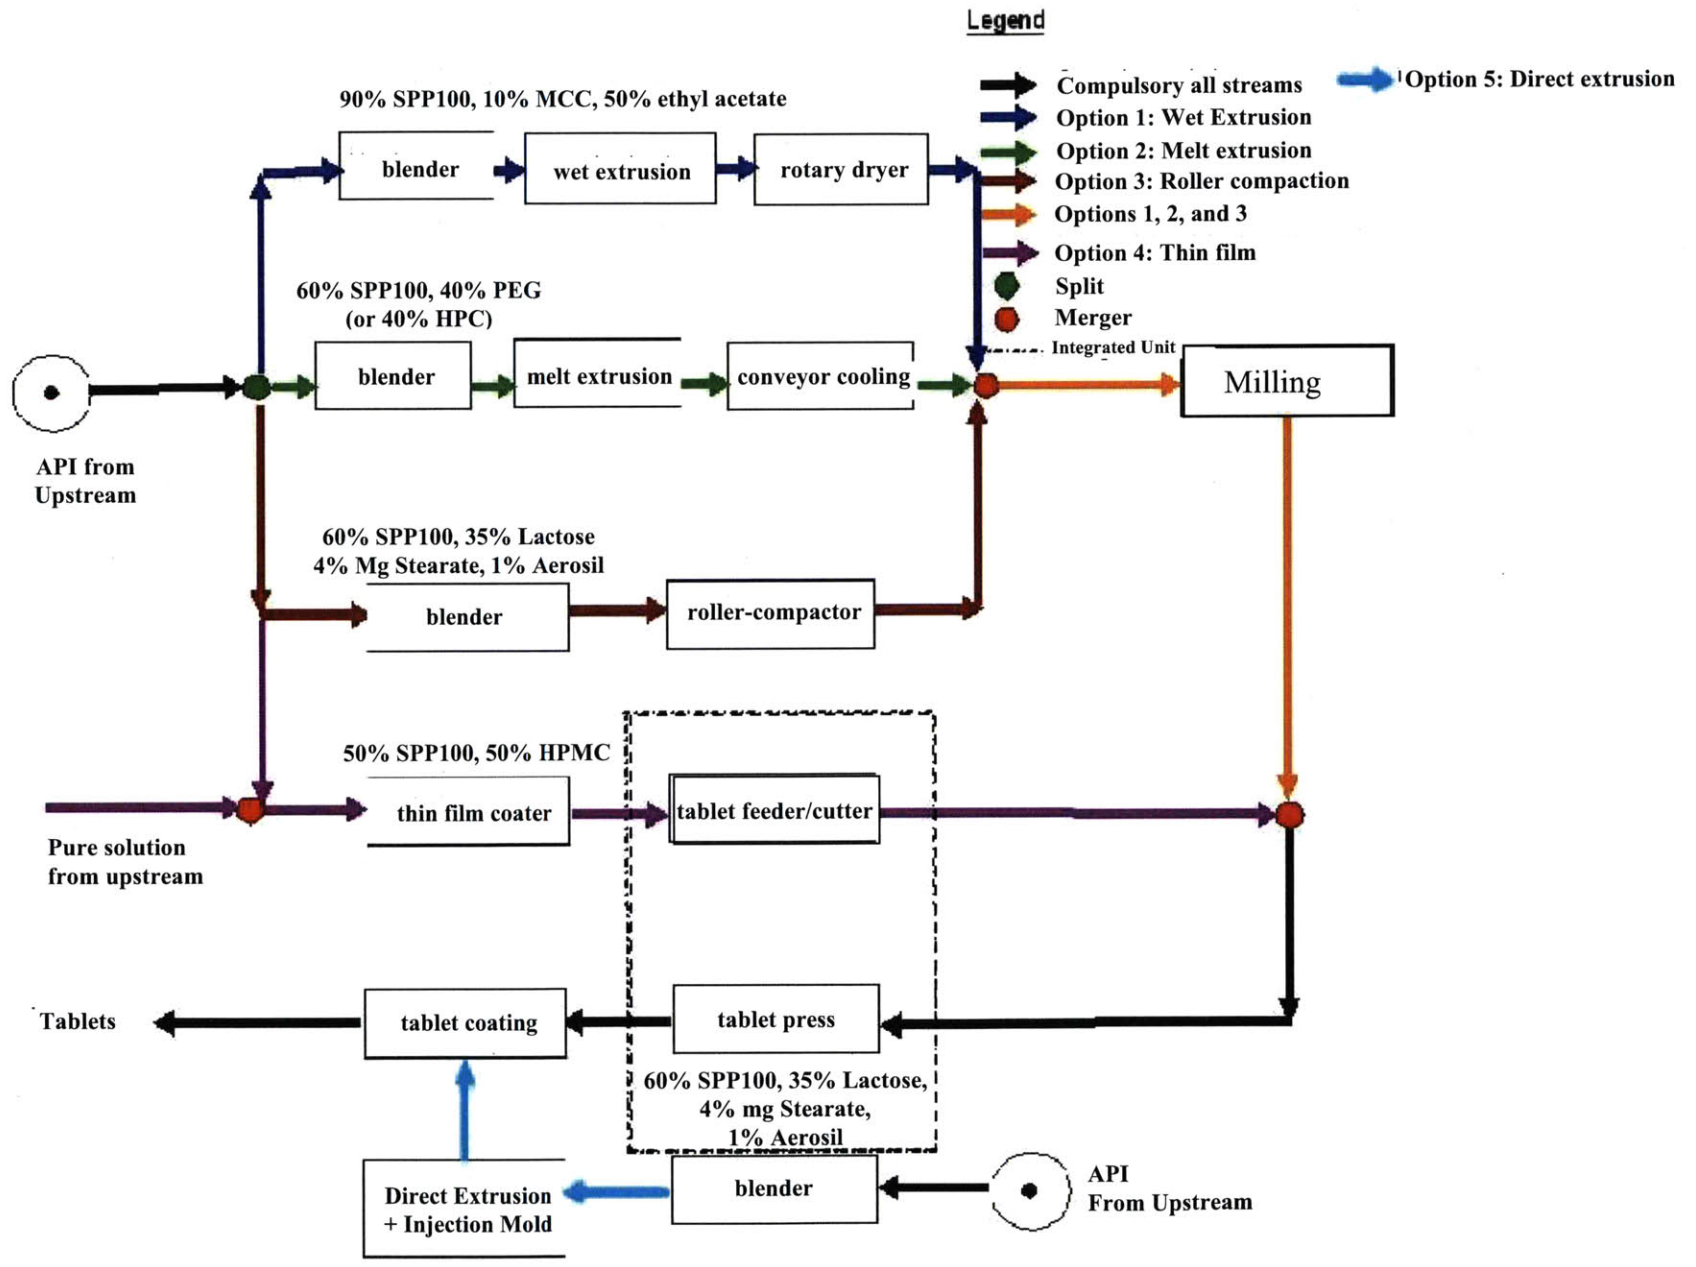 Legend
Compulsory all streams
Option 5: Direct extrusion
Option 1: Wet Extrusion
Option 2: Melt extrusion
Option 3: Roller compaction
Options 1, 2, and 3
Option 4: Thin film
Split
Merger
Integrated Unit
90% SPP100, 10% MCC, 50% ethyl acetate
blender
wet extrusion
rotary dryer
60% SPP100, 40% PEG
(or 40% HPC)
blender
melt extrusion
conveyor cooling
Milling
API from
Upstream
60% SPP100, 35% Lactose
4% Mg Stearate, 1% Aerosil
blender
roller-compactor
50% SPP100, 50% HPMC
thin film coater
tablet feeder/cutter
Pure solution
from upstream
Tablets
tablet coating
tablet press
60% SPP100, 35% Lactose,
4% mg Stearate,
1% Aerosil
Direct Extrusion
+ Injection Mold
blender
API
From Upstream